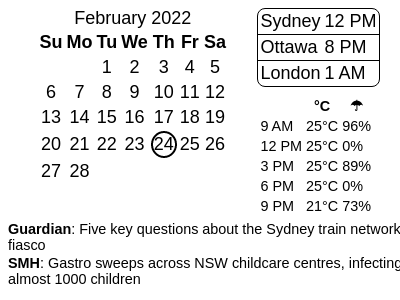 February 2022
Su Mo Tu We Th Fr Sa
1 2 3 4 5
6 7 8 9 10 11 12
13 14 15 16 17 18 19
20 21 22 23 24 25 26
27 28
Sydney 12 PM
Ottawa 8 PM
London 1 AM
°C ☂
9 AM 25°C 96%
12 PM 25°C 0%
3 PM 25°C 89%
6 PM 25°C 0%
9 PM 21°C 73%
Guardian: Five key questions about the Sydney train network
fiasco
SMH: Gastro sweeps across NSW childcare centres, infecting
almost 1000 children